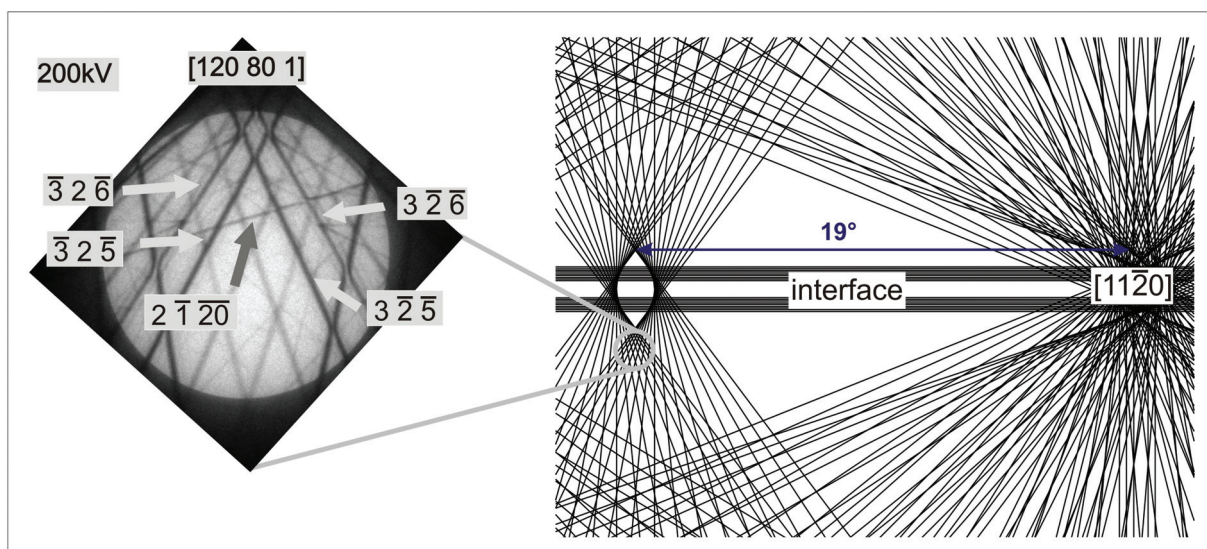 200kV
[120 80 1]
3̅ 2 6̅
3 2̅ 6̅
3̅ 2 5̅
2 1̅ 2̅0̅
3 2̅ 5̅
19°
interface
[112̅0]